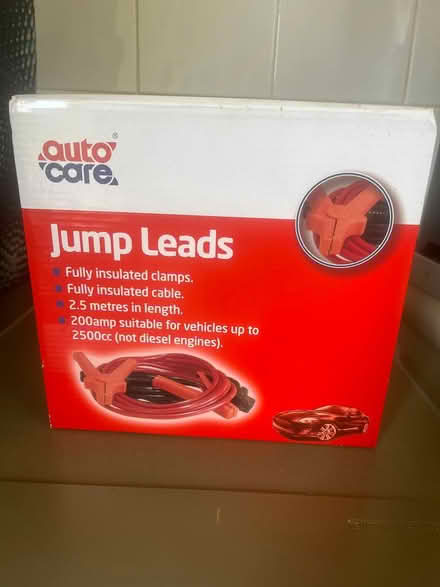 auto®
care
Jump Leads
Fully insulated clamps.
Fully insulated cable.
2.5 metres in length.
200amp suitable for vehicles up to
2500cc (not diesel engines).